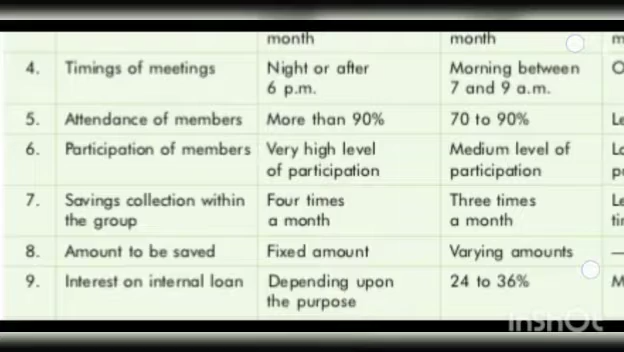 month month
4. Timings of meetings Night or after Morning between
6 p.m. 7 and 9 a.m.
5. Attendance of members More than 90% 70 to 90% Le
6. Participation of members Very high level Medium level of
of participation participation
7. Savings collection within Four times Three times Le
the group a month a month
8. Amount to be saved Fixed amount Varying amounts —
9. Interest on internal loan Depending upon 24 to 36% M
the purpose
InShOt